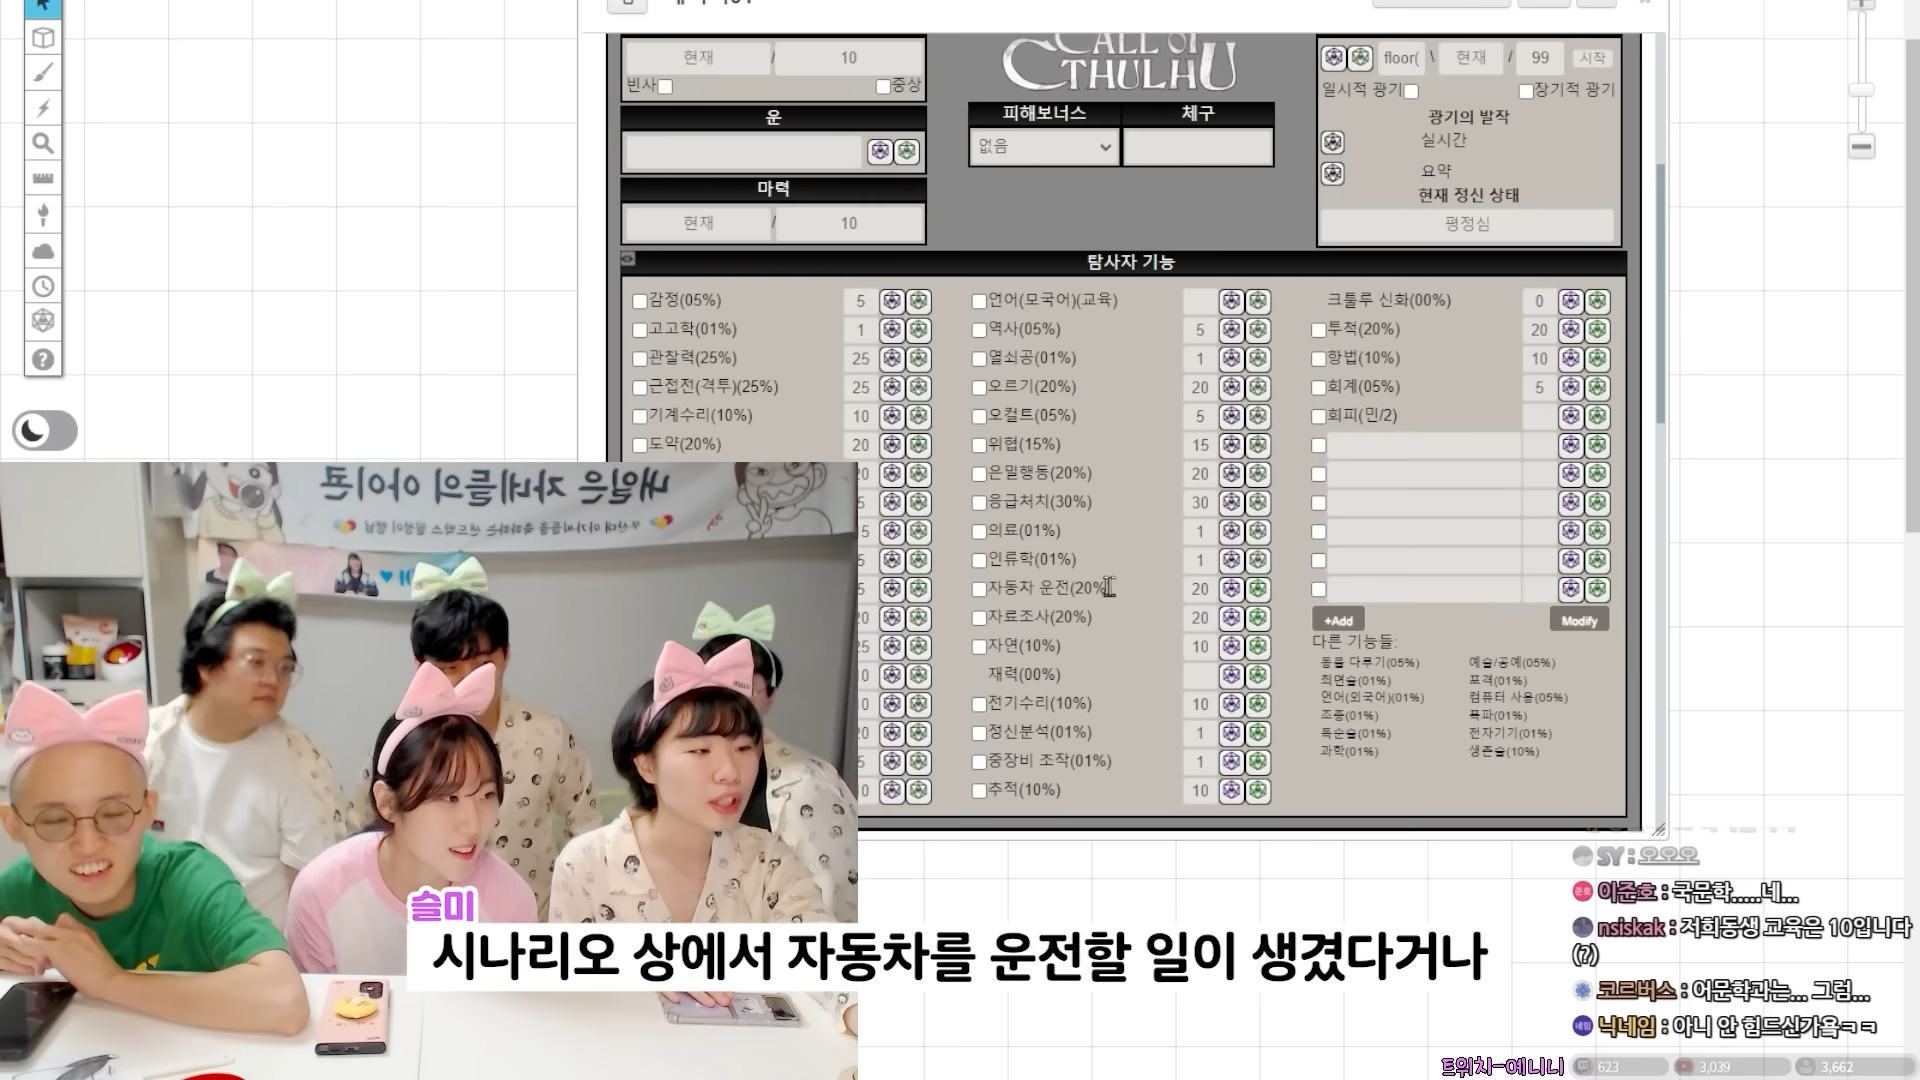 현재 / 10
빈사 중상
운
마력
현재 / 10
CALL OF
CTHULHU
피해보너스 체구
없음
floor( \ 현재 / 99 시작
일시적 광기 장기적 광기
광기의 발작
실시간
요약
현재 정신 상태
평정심
탐사자 기능
감정(05%) 5
고고학(01%) 1
관찰력(25%) 25
근접전(격투)(25%) 25
기계수리(10%) 10
도약(20%) 20
언어(모국어)(교육)
역사(05%) 5
열쇠공(01%) 1
오르기(20%) 20
오컬트(05%) 5
위협(15%) 15
은밀행동(20%) 20
응급처치(30%) 30
의료(01%) 1
인류학(01%) 1
자동차 운전(20%) 20
자료조사(20%) 20
자연(10%) 10
재력(00%)
전기수리(10%) 10
정신분석(01%) 1
중장비 조작(01%) 1
추적(10%) 10
크툴루 신화(00%) 0
투척(20%) 20
항법(10%) 10
회계(05%) 5
회피(민/2)
+Add Modify
다른 기능들:
동물 다루기(05%) 예술/공예(05%)
최면술(01%) 포격(01%)
언어(외국어)(01%) 컴퓨터 사용(05%)
조종(01%) 폭파(01%)
독순술(01%) 전자기기(01%)
과학(01%) 생존술(10%)
내일은 자네들의 아이콘
슬미
시나리오 상에서 자동차를 운전할 일이 생겼다거나
SY : 오오오
이준호 : 국문학.....네...
nsiskak : 저희동생 교육은 10입니다
(?)
코르버스 : 어문학과는... 그럼...
닉네임 : 아니 안 힘드신가욬ㅋㅋ
트위치-예니니 623 3,039 3,662